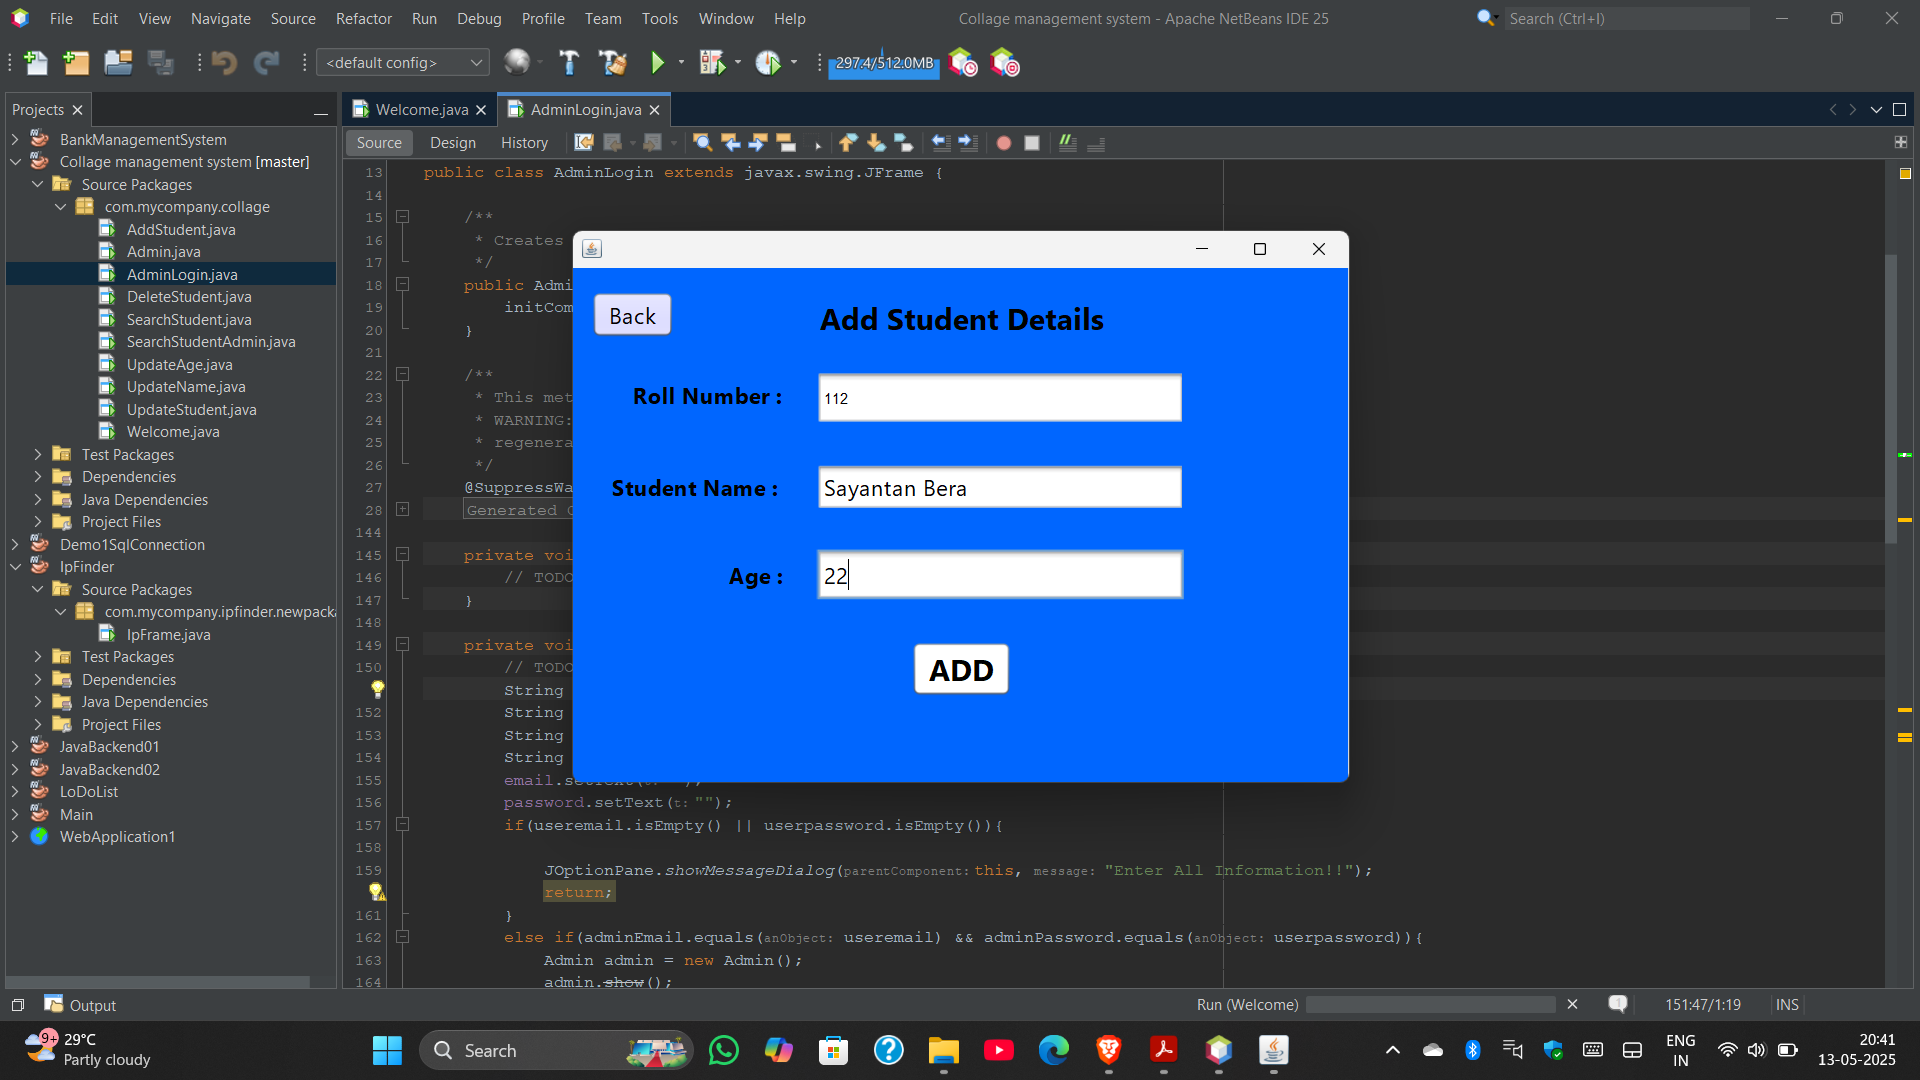 File Edit View Navigate Source Refactor Run Debug Profile Team Tools Window Help
Collage management system - Apache NetBeans IDE 25
Search (Ctrl+I)
<default config>
297.4/512.0MB
Projects
Welcome.java
AdminLogin.java
Source Design History
BankManagementSystem
Collage management system [master]
Source Packages
com.mycompany.collage
AddStudent.java
Admin.java
AdminLogin.java
DeleteStudent.java
SearchStudent.java
SearchStudentAdmin.java
UpdateAge.java
UpdateName.java
UpdateStudent.java
Welcome.java
Test Packages
Dependencies
Java Dependencies
Project Files
Demo1SqlConnection
IpFinder
Source Packages
com.mycompany.ipfinder.newpack
IpFrame.java
Test Packages
Dependencies
Java Dependencies
Project Files
JavaBackend01
JavaBackend02
LoDoList
Main
WebApplication1
13 public class AdminLogin extends javax.swing.JFrame {
14
15 /**
16 * Creates
17 */
18 public Admi
19 initCom
20 }
21
22 /**
23 * This met
24 * WARNING:
25 * regenera
26 */
27 @SuppressWa
28 Generated
144
145 private voi
146 // TODO
147 }
148
149 private voi
150 // TODO
String
152 String
153 String
154 String
155 email.setText(
156 password.setText(t: "");
157 if(useremail.isEmpty() || userpassword.isEmpty()){
158
159 JOptionPane.showMessageDialog(parentComponent: this, message: "Enter All Information!!");
return;
161 }
162 else if(adminEmail.equals(anObject: useremail) && adminPassword.equals(anObject: userpassword)){
163 Admin admin = new Admin();
164 admin.show();
Back
Add Student Details
Roll Number : 112
Student Name : Sayantan Bera
Age : 22
ADD
Output
Run (Welcome)
1
151:47/1:19
INS
9+
29°C
Partly cloudy
Search
ENG
IN
20:41
13-05-2025